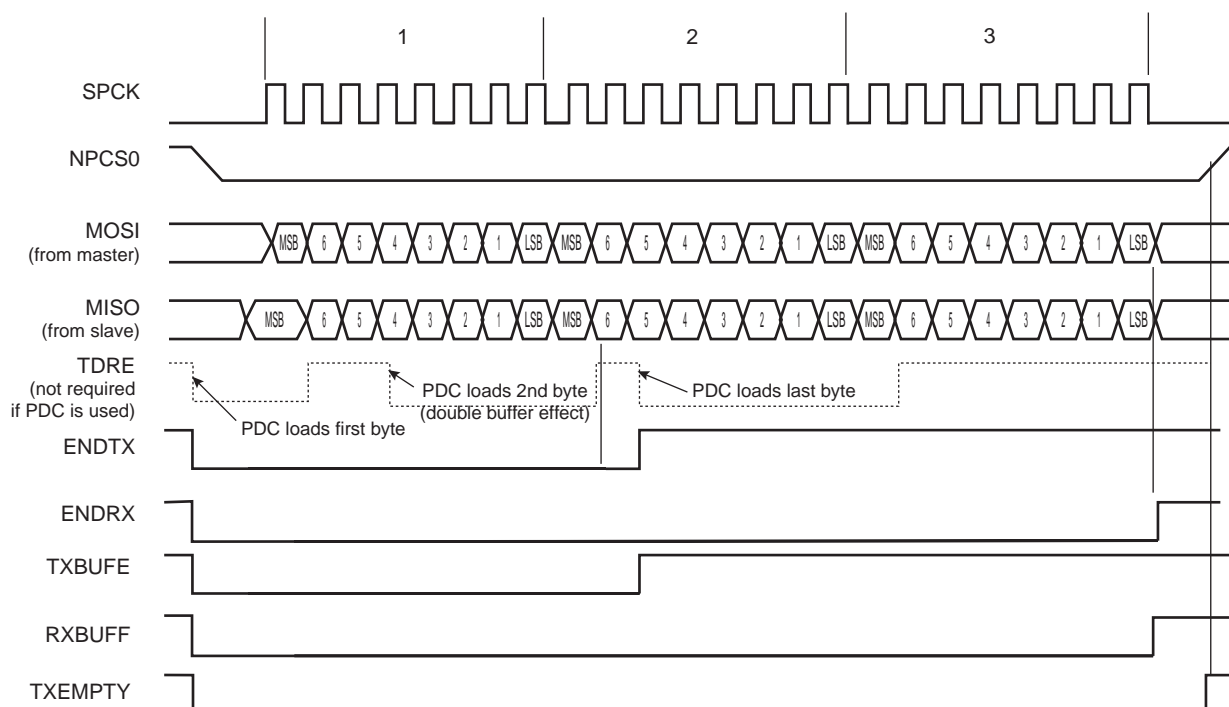 1 2 3
SPCK
NPCS0
MOSI
(from master)
MSB 6 5 4 3 2 1 LSB MSB 6 5 4 3 2 1 LSB MSB 6 5 4 3 2 1 LSB
MISO
(from slave)
MSB 6 5 4 3 2 1 LSB MSB 6 5 4 3 2 1 LSB MSB 6 5 4 3 2 1 LSB
TDRE
(not required
if PDC is used)
PDC loads first byte
PDC loads 2nd byte
(double buffer effect)
PDC loads last byte
ENDTX
ENDRX
TXBUFE
RXBUFF
TXEMPTY